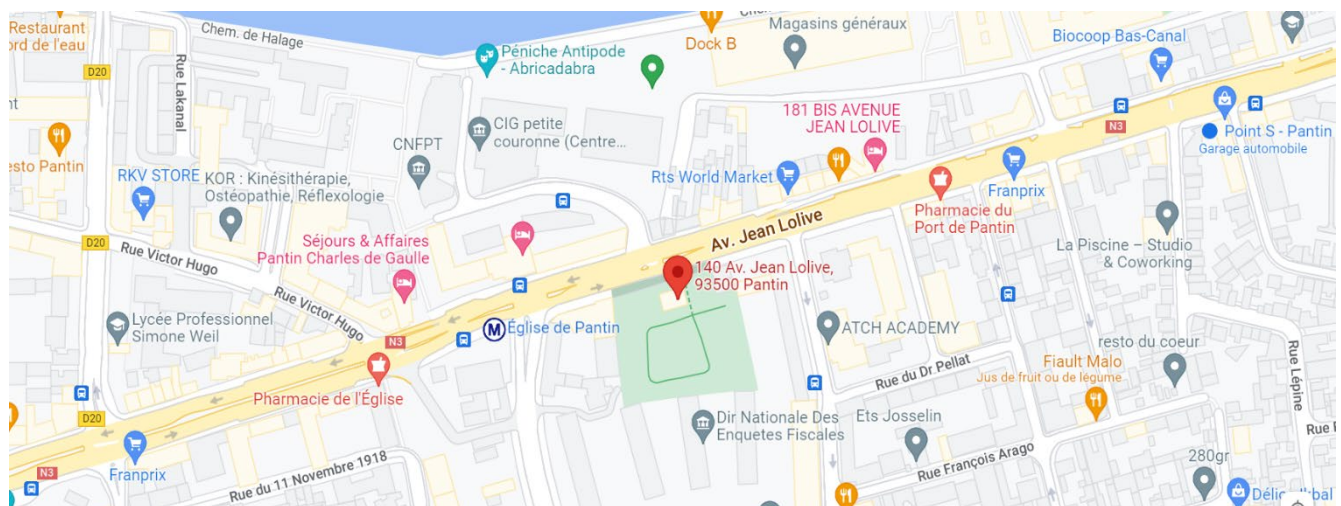 Restaurant
ord de l'eau
Chem. de Halage
Chem
Magasins généraux
Dock B
Péniche Antipode
- Abricadabra
Biocoop Bas-Canal
D20
Rue Lakanal
nt
181 BIS AVENUE
JEAN LOLIVE
N3
Point S - Pantin
Garage automobile
CIG petite
couronne (Centre...
CNFPT
esto Pantin
RKV STORE
KOR : Kinésithérapie,
Ostéopathie, Réflexologie
Rts World Market
Franprix
Pharmacie du
Port de Pantin
Av. Jean Lolive
D20
Rue Victor Hugo
Séjours & Affaires
Pantin Charles de Gaulle
La Piscine – Studio
& Coworking
140 Av. Jean Lolive,
93500 Pantin
Rue Victor Hugo
Lycée Professionnel
Simone Weil
N3
M
Église de Pantin
ATCH ACADEMY
resto du coeur
Rue Lépine
Fiault Malo
Jus de fruit ou de légume
Rue du Dr Pellat
Pharmacie de l'Église
D20
Dir Nationale Des
Enquetes Fiscales
Ets Josselin
Rue
Franprix
N3
Rue du 11 Novembre 1918
Rue François Arago
280gr